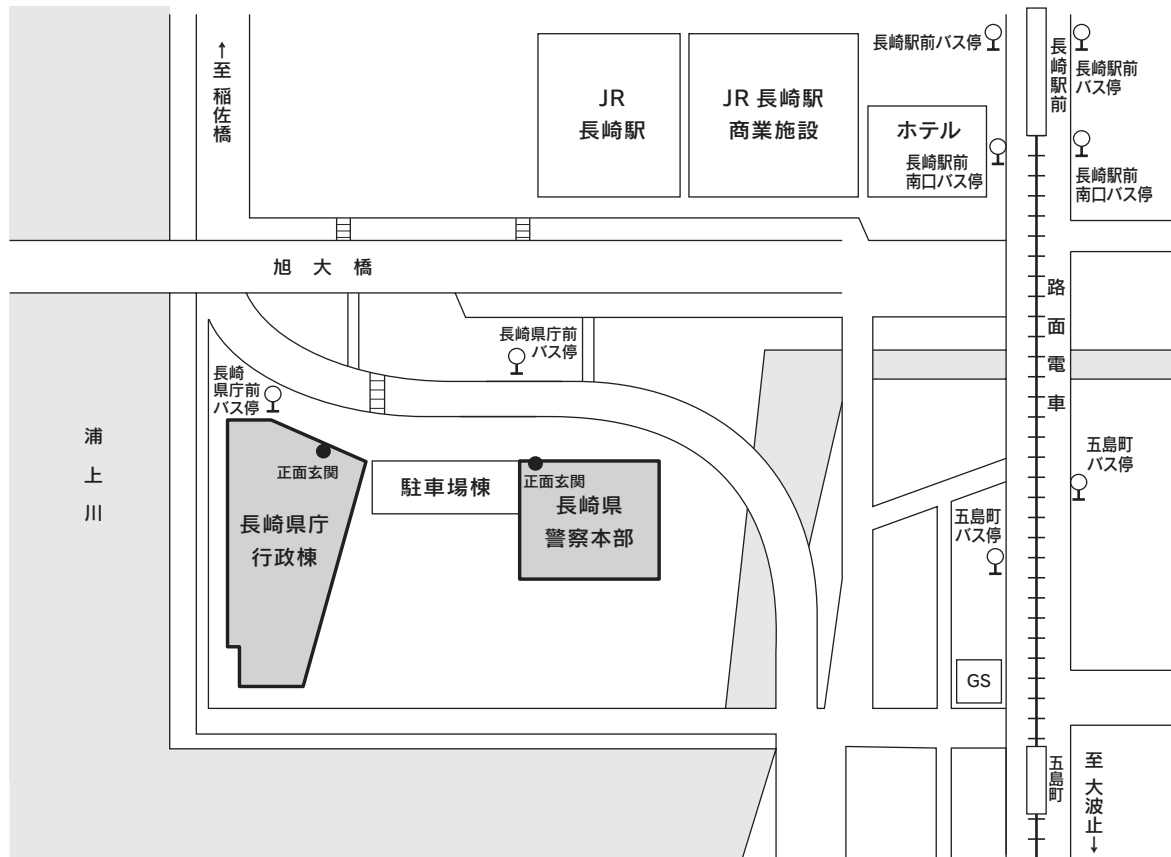 ↑至 稲佐橋
JR
長崎駅
JR 長崎駅
商業施設
長崎駅前バス停
ホテル
長崎駅前
南口バス停
長崎駅前
長崎駅前
バス停
長崎駅前
南口バス停
旭大橋
路面電車
長崎県庁前
バス停
長崎
県庁前
バス停
浦上川
正面玄関
長崎県庁
行政棟
駐車場棟
正面玄関
長崎県
警察本部
五島町
バス停
五島町
バス停
GS
五島町
至 大波止↓